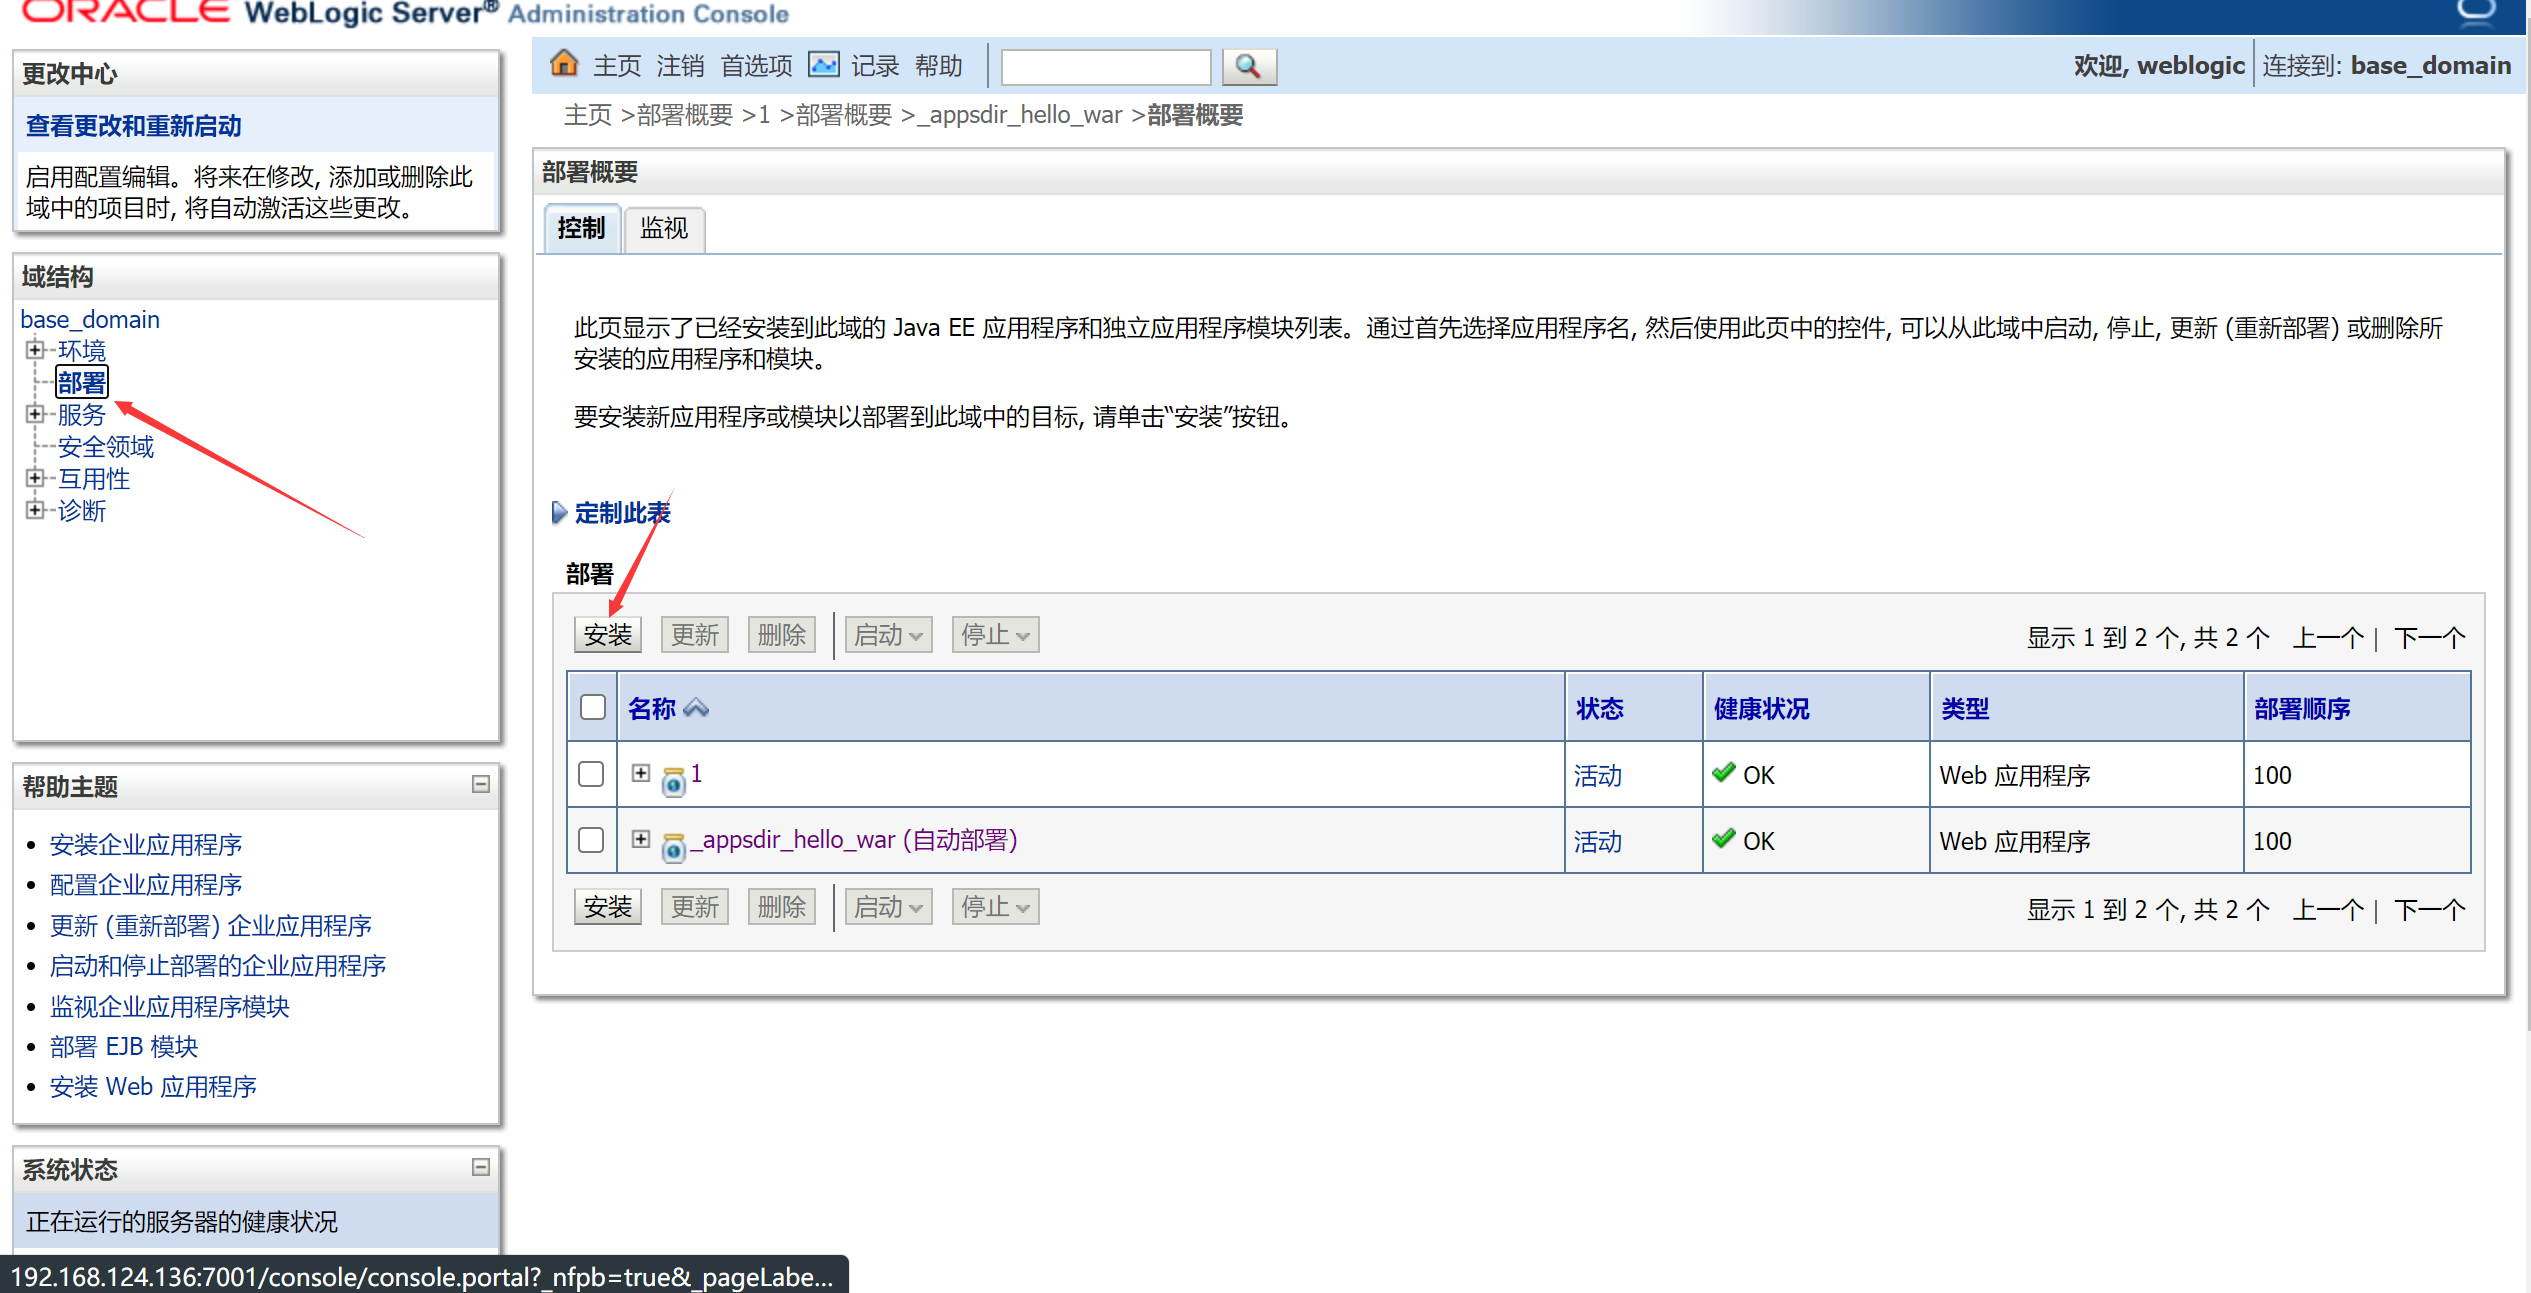 ORACLE WebLogic Server® Administration Console
更改中心
查看更改和重新启动
启用配置编辑。将来在修改, 添加或删除此
域中的项目时, 将自动激活这些更改。
域结构
base_domain
环境
部署
服务
安全领域
互用性
诊断
帮助主题
安装企业应用程序
配置企业应用程序
更新 (重新部署) 企业应用程序
启动和停止部署的企业应用程序
监视企业应用程序模块
部署 EJB 模块
安装 Web 应用程序
系统状态
正在运行的服务器的健康状况
192.168.124.136:7001/console/console.portal?_nfpb=true&_pageLabe...
主页 注销 首选项 记录 帮助
欢迎, weblogic 连接到: base_domain
主页 >部署概要 >1 >部署概要 >_appsdir_hello_war >部署概要
部署概要
控制 监视
此页显示了已经安装到此域的 Java EE 应用程序和独立应用程序模块列表。通过首先选择应用程序名, 然后使用此页中的控件, 可以从此域中启动, 停止, 更新 (重新部署) 或删除所
安装的应用程序和模块。
要安装新应用程序或模块以部署到此域中的目标, 请单击“安装”按钮。
定制此表
部署
安装 更新 删除 启动 停止 显示 1 到 2 个, 共 2 个 上一个 | 下一个
名称 状态 健康状况 类型 部署顺序
1 活动 OK Web 应用程序 100
_appsdir_hello_war (自动部署) 活动 OK Web 应用程序 100
安装 更新 删除 启动 停止 显示 1 到 2 个, 共 2 个 上一个 | 下一个